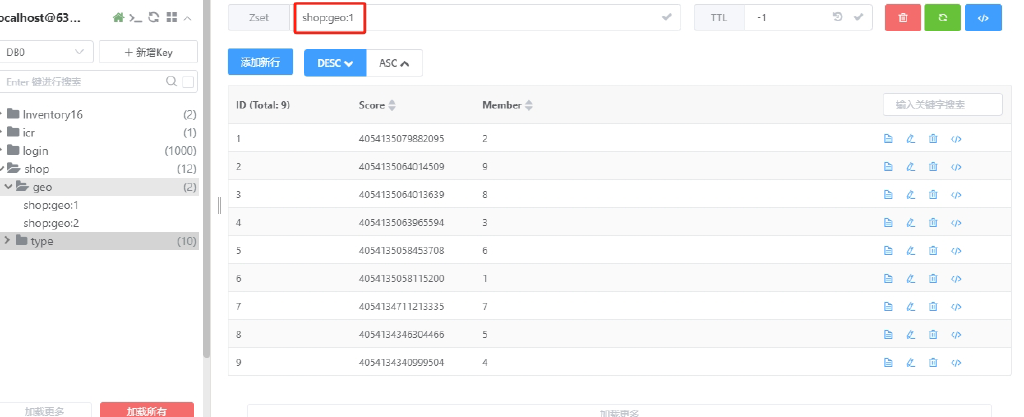 ocalhost@63...
DB0
+ 新增Key
Enter 键进行搜索
Inventory16 (2)
icr (1)
login (1000)
shop (12)
geo (2)
shop:geo:1
shop:geo:2
type (10)
加载更多 加载所有
Zset shop:geo:1 TTL -1
添加新行 DESC ASC
ID (Total: 9) Score Member 输入关键字搜索
1 4054135079882095 2
2 4054135064014509 9
3 4054135064013639 8
4 4054135063965594 3
5 4054135058453708 6
6 4054135058115200 1
7 4054134711213335 7
8 4054134346304466 5
9 4054134340999504 4
加载更多